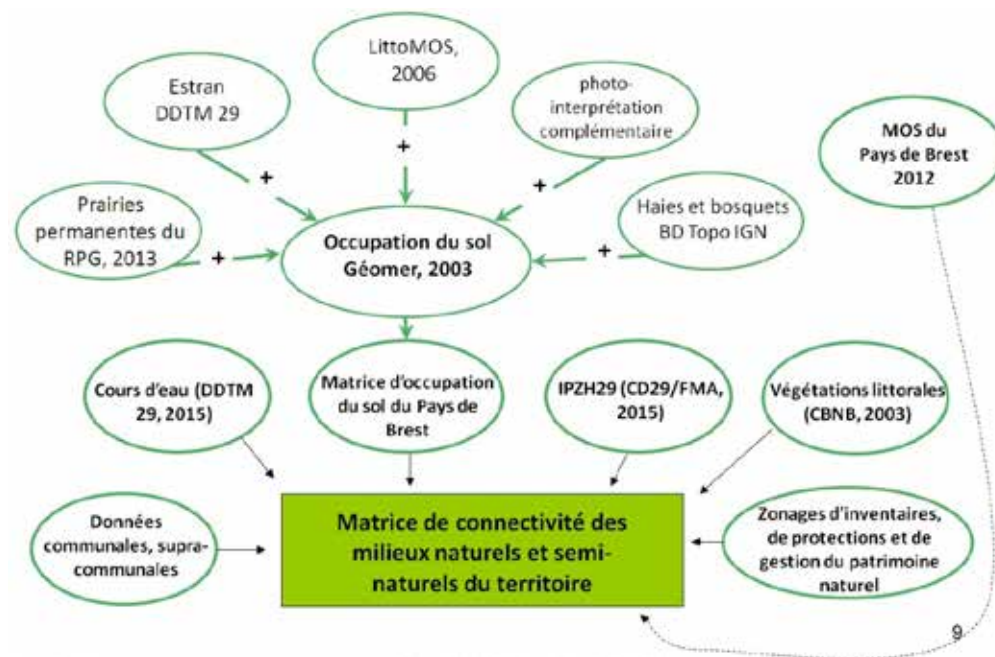 LittoMOS,
2006
Estran
DDTM 29
photo-
interprétation
complémentaire
MOS du
Pays de Brest
2012
+
+
+
Prairies
permanentes du
RPG, 2013
+
Occupation du sol
Géomer, 2003
+
Haies et bosquets
BD Topo IGN
Cours d'eau (DDTM
29, 2015)
Matrice d'occupation
du sol du Pays de
Brest
IPZH29 (CD29/FMA,
2015)
Végétations littorales
(CBNB, 2003)
Données
communales, supra-
communales
Matrice de connectivité des
milieux naturels et semi-
naturels du territoire
Zonages d'inventaires,
de protections et de
gestion du patrimoine
naturel
9